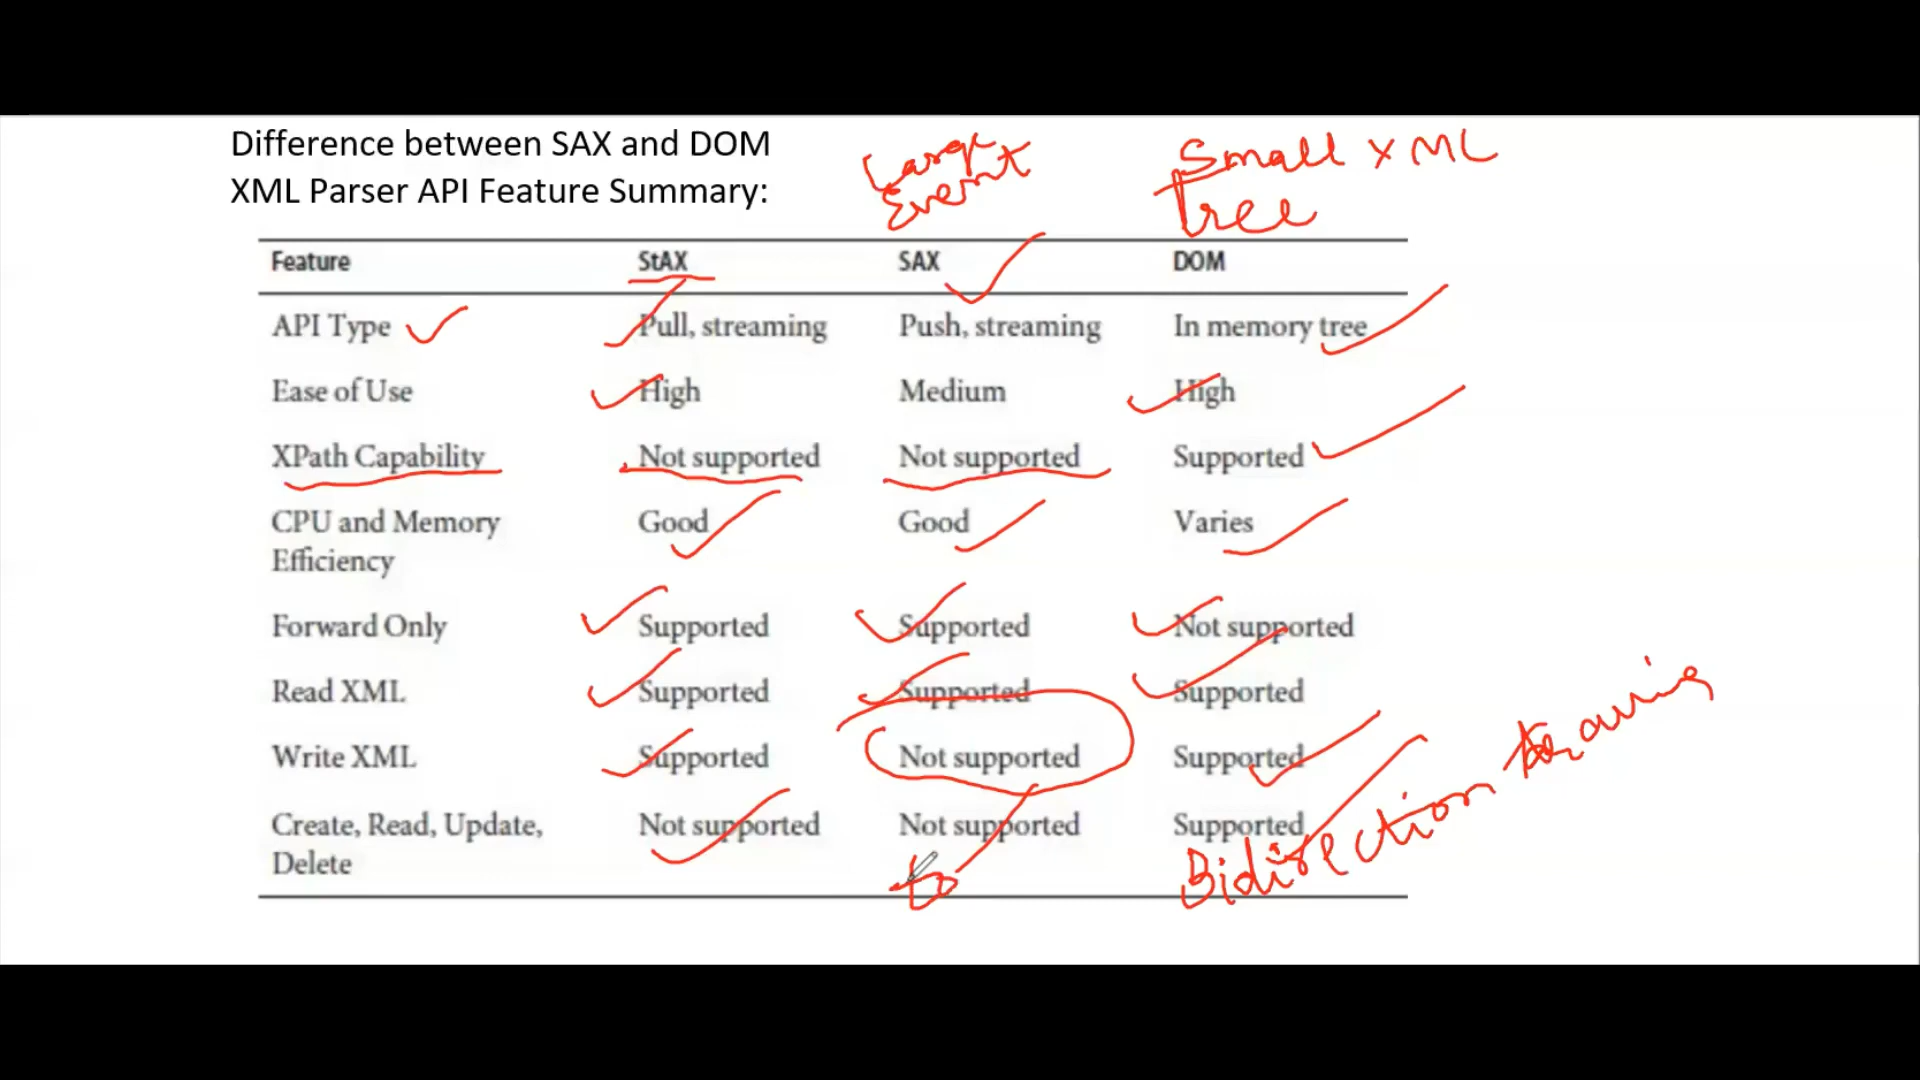 Difference between SAX and DOM
XML Parser API Feature Summary:
Large
Event
Small XML
Tree
Feature StAX SAX DOM
API Type Pull, streaming Push, streaming In memory tree
Ease of Use High Medium High
XPath Capability Not supported Not supported Supported
CPU and Memory Good Good Varies
Efficiency
Forward Only Supported Supported Not supported
Read XML Supported Supported Supported
Write XML Supported Not supported Supported
Create, Read, Update, Not supported Not supported Supported
Delete
Bidirection